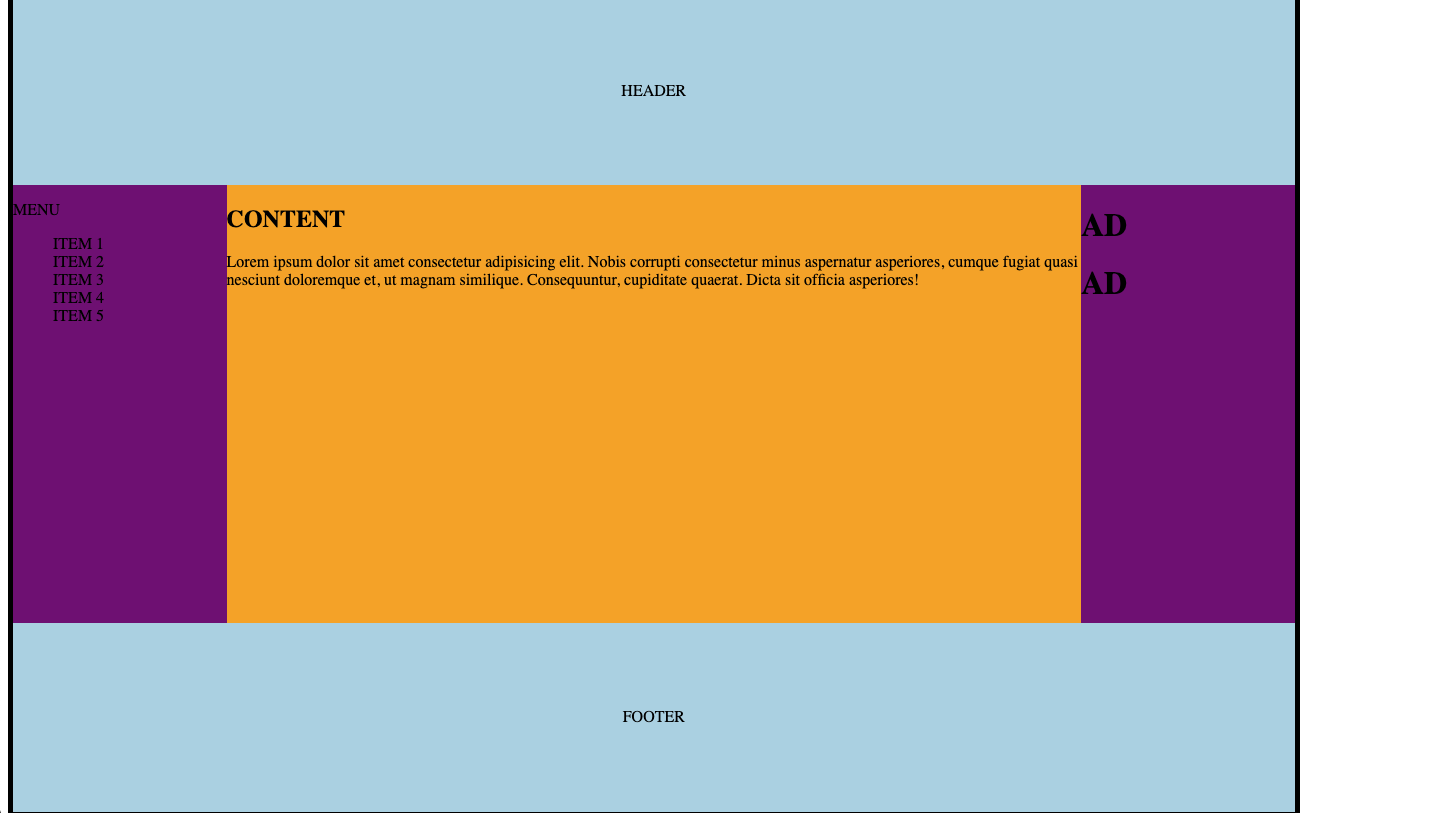 HEADER
MENU
ITEM 1
ITEM 2
ITEM 3
ITEM 4
ITEM 5
CONTENT
Lorem ipsum dolor sit amet consectetur adipisicing elit. Nobis corrupti consectetur minus aspernatur asperiores, cumque fugiat quasi
nesciunt doloremque et, ut magnam similique. Consequuntur, cupiditate quaerat. Dicta sit officia asperiores!
AD
AD
FOOTER